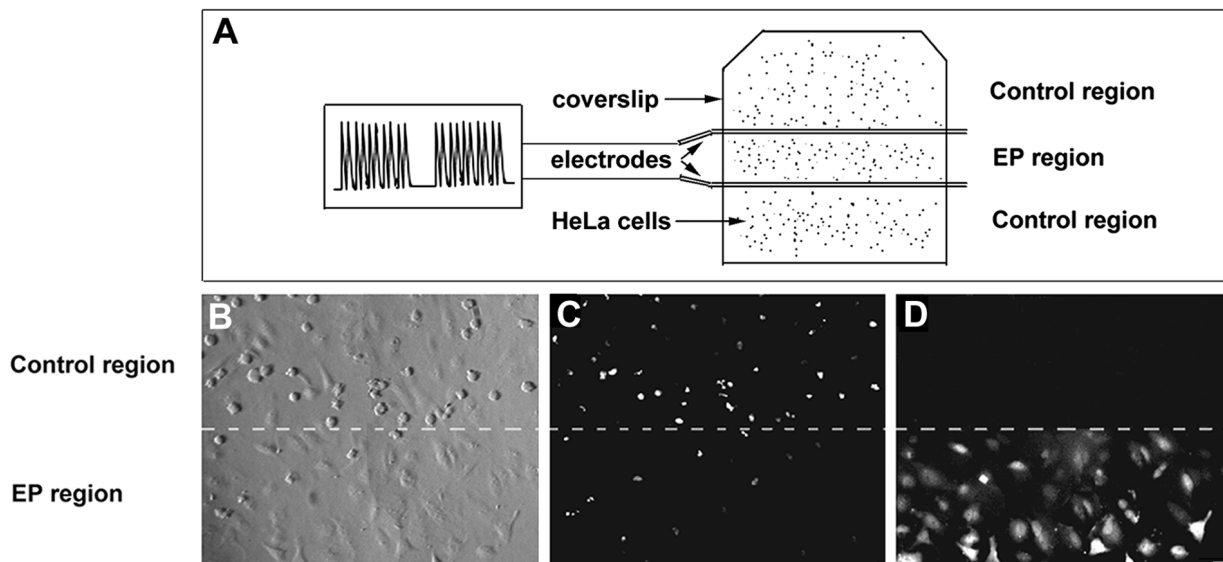 A
coverslip
Control region
electrodes
EP region
HeLa cells
Control region
B
C
D
Control region
EP region